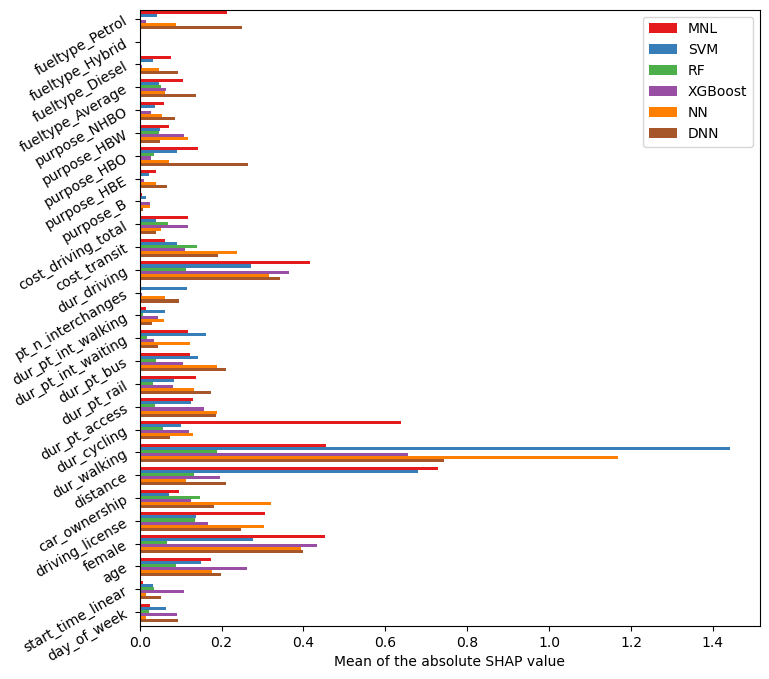 fueltype_Petrol
fueltype_Hybrid
fueltype_Diesel
fueltype_Average
purpose_NHBO
purpose_HBW
purpose_HBO
purpose_HBE
purpose_B
cost_driving_total
cost_transit
dur_driving
pt_n_interchanges
dur_pt_int_walking
dur_pt_int_waiting
dur_pt_bus
dur_pt_rail
dur_pt_access
dur_cycling
dur_walking
distance
car_ownership
driving_license
female
age
start_time_linear
day_of_week
MNL
SVM
RF
XGBoost
NN
DNN
0.0 0.2 0.4 0.6 0.8 1.0 1.2 1.4
Mean of the absolute SHAP value